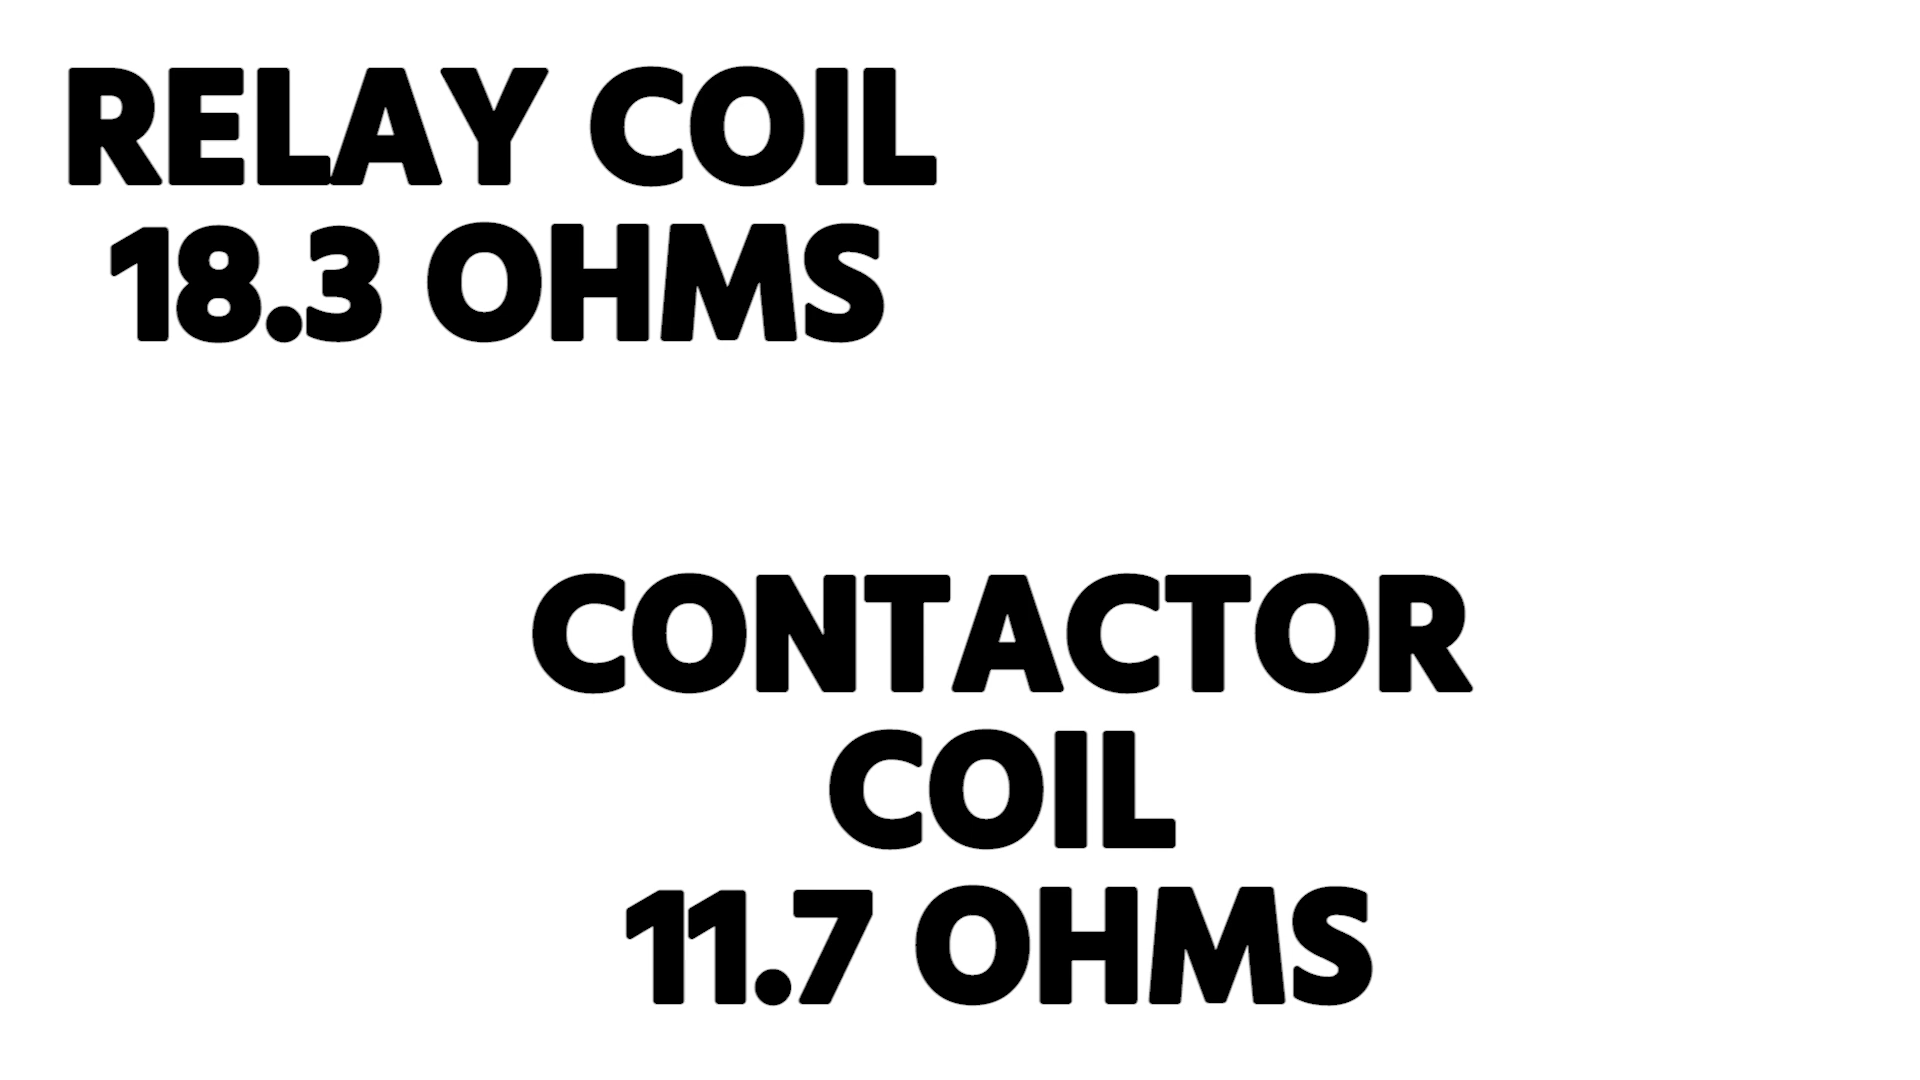 RELAY COIL
18.3 OHMS
CONTACTOR
COIL
11.7 OHMS